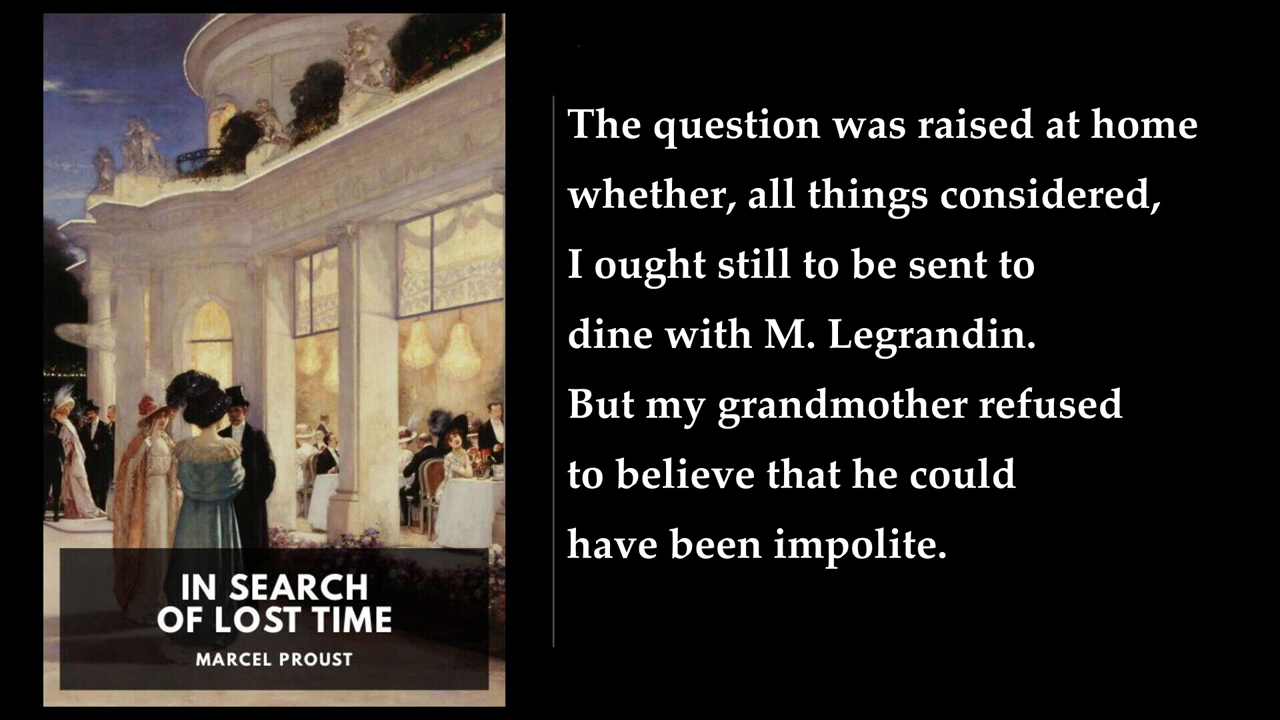 IN SEARCH
OF LOST TIME
MARCEL PROUST
The question was raised at home
whether, all things considered,
I ought still to be sent to
dine with M. Legrandin.
But my grandmother refused
to believe that he could
have been impolite.